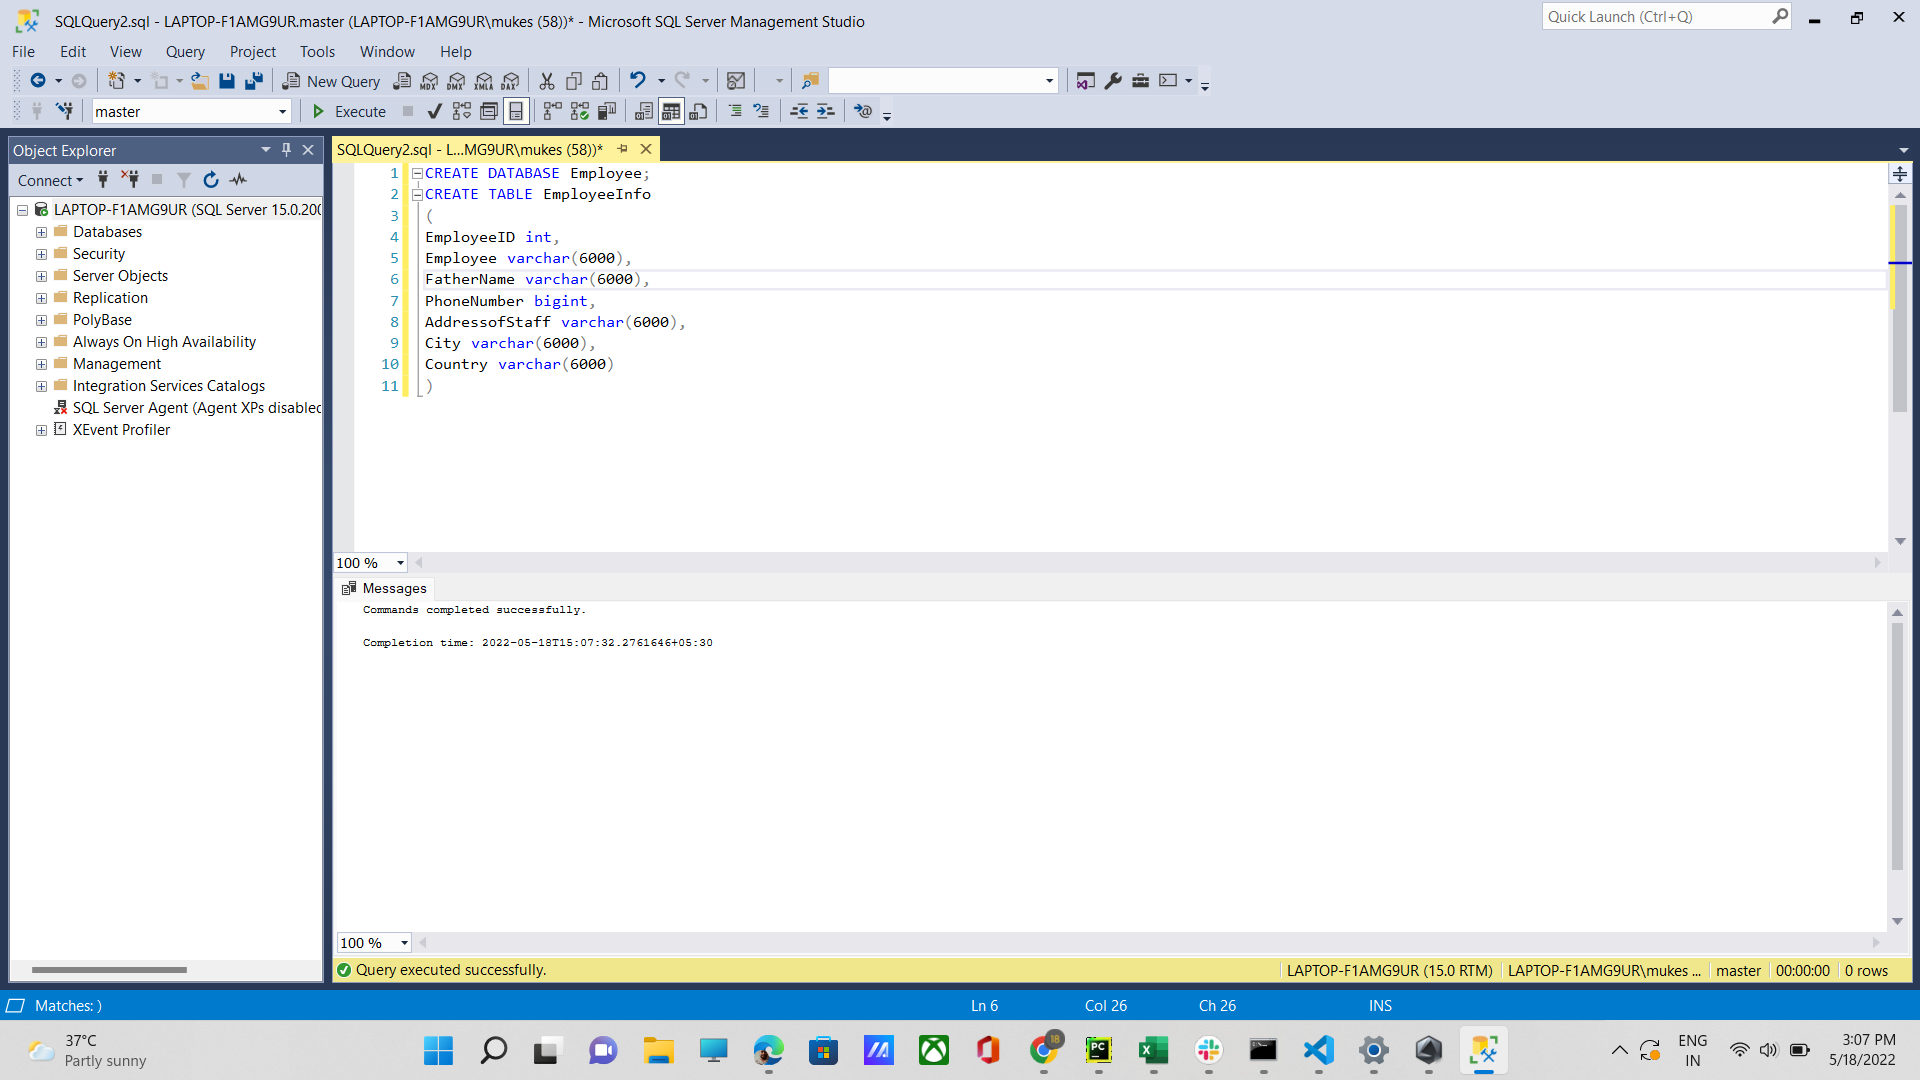 SQLQuery2.sql - LAPTOP-F1AMG9UR.master (LAPTOP-F1AMG9UR\mukes (58))* - Microsoft SQL Server Management Studio
Quick Launch (Ctrl+Q)
File Edit View Query Project Tools Window Help
New Query MDX DMX XMLA DAX
master Execute
Object Explorer
SQLQuery2.sql - L...MG9UR\mukes (58))*
Connect
LAPTOP-F1AMG9UR (SQL Server 15.0.200
Databases
Security
Server Objects
Replication
PolyBase
Always On High Availability
Management
Integration Services Catalogs
SQL Server Agent (Agent XPs disabled
XEvent Profiler
1 CREATE DATABASE Employee;
2 CREATE TABLE EmployeeInfo
3 (
4 EmployeeID int,
5 Employee varchar(6000),
6 FatherName varchar(6000),
7 PhoneNumber bigint,
8 AddressofStaff varchar(6000),
9 City varchar(6000),
10 Country varchar(6000)
11 )
100 %
Messages
Commands completed successfully.
Completion time: 2022-05-18T15:07:32.2761646+05:30
100 %
Query executed successfully. LAPTOP-F1AMG9UR (15.0 RTM) LAPTOP-F1AMG9UR\mukes ... master 00:00:00 0 rows
Matches: ) Ln 6 Col 26 Ch 26 INS
37°C
Partly sunny
18
PC
ENG
IN
3:07 PM
5/18/2022